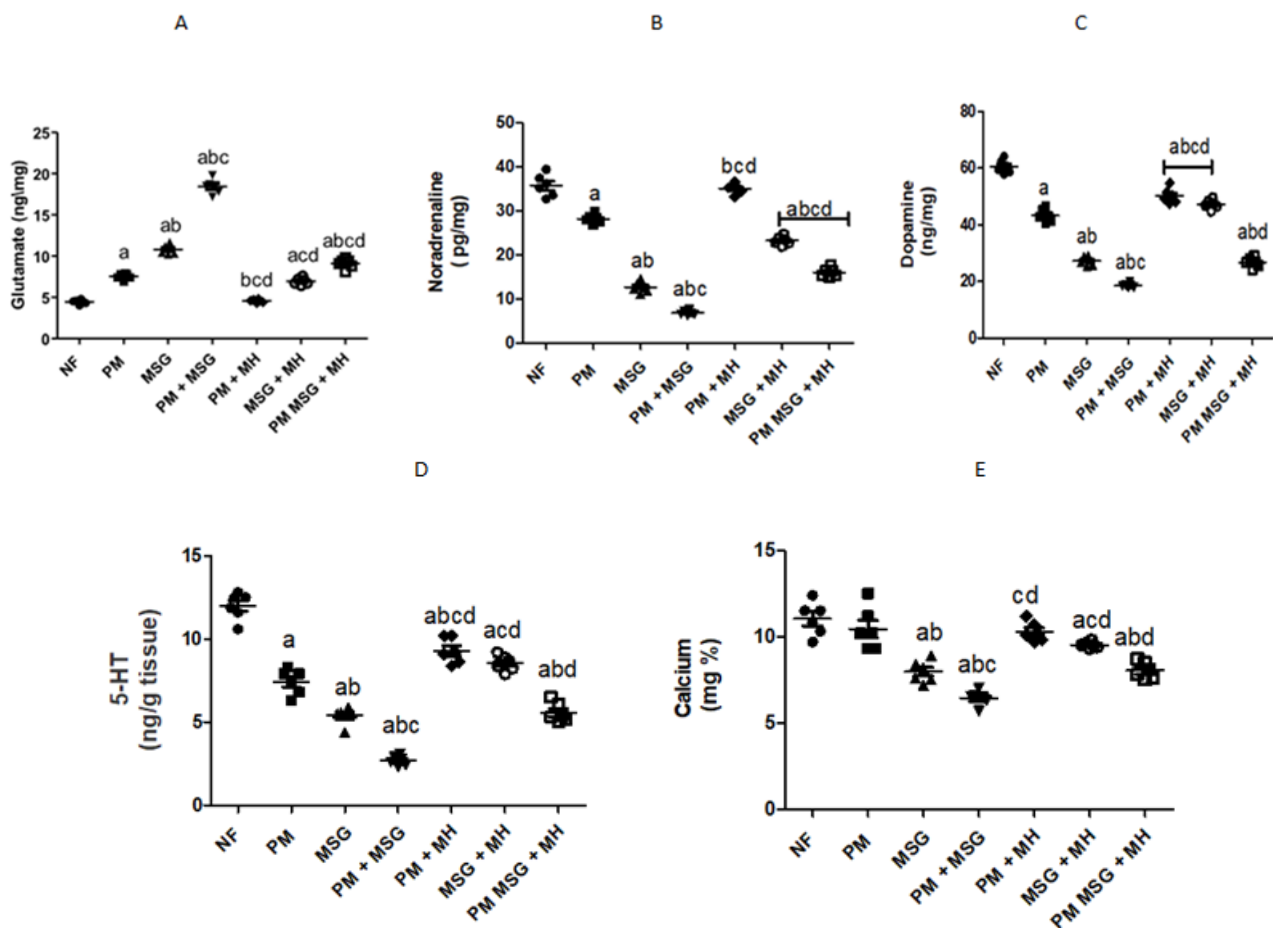 A
B
C
Glutamate (ng\mg)
25
20
15
10
5
0
a
ab
abc
bcd
acd
abcd
NF
PM
MSG
PM + MSG
PM + MH
MSG + MH
PM MSG + MH
Noradrenaline
( pg/mg)
50
40
30
20
10
0
a
ab
abc
bcd
abcd
NF
PM
MSG
PM + MSG
PM + MH
MSG + MH
PM MSG + MH
Dopamine
(ng/mg)
80
60
40
20
0
a
ab
abc
abcd
abd
NF
PM
MSG
PM + MSG
PM + MH
MSG + MH
PM MSG + MH
D
E
5-HT
(ng/g tissue)
15
10
5
0
a
ab
abc
abcd
acd
abd
NF
PM
MSG
PM + MSG
PM + MH
MSG + MH
PM MSG + MH
Calcium
(mg %)
15
10
5
0
ab
abc
cd
acd
abd
NF
PM
MSG
PM + MSG
PM + MH
MSG + MH
PM MSG + MH